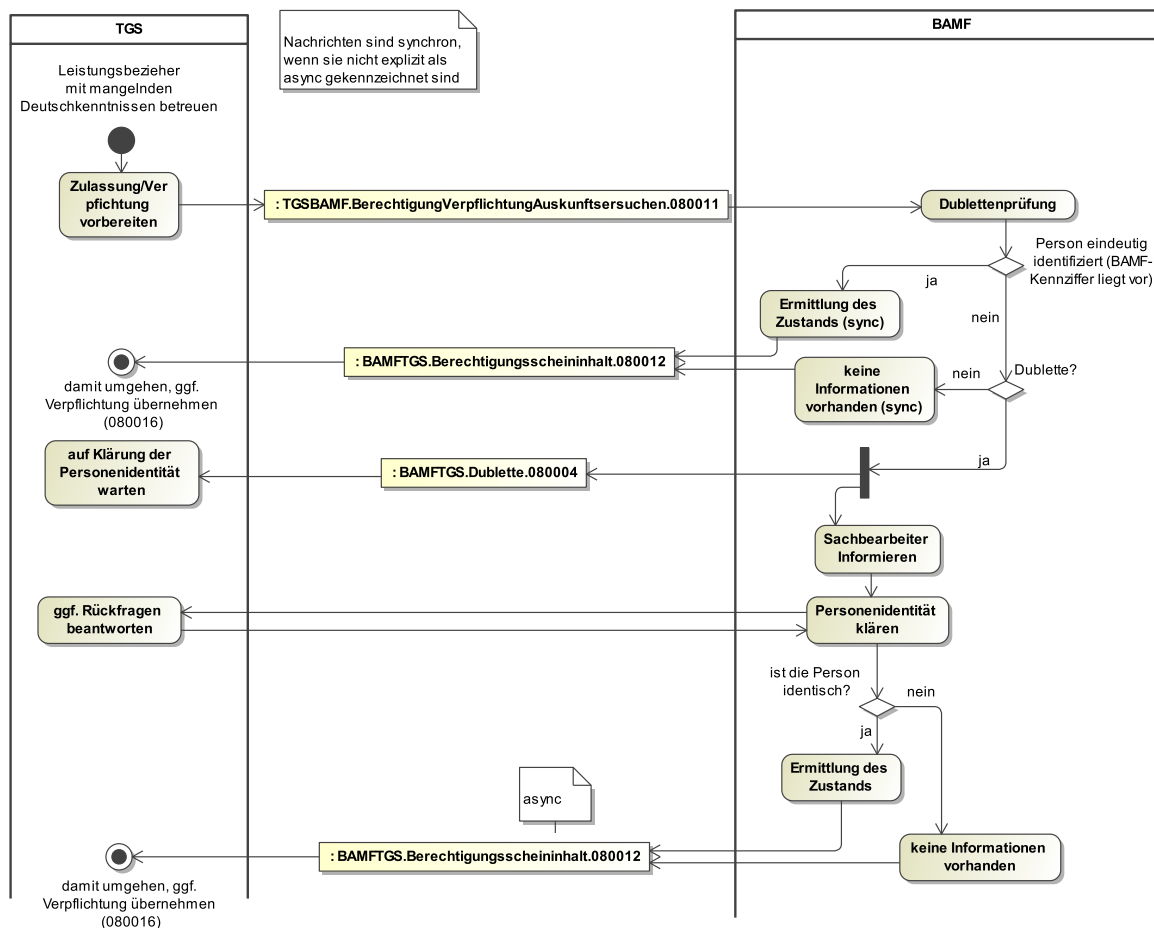 TGS
BAMF
Nachrichten sind synchron,
wenn sie nicht explizit als
async gekennzeichnet sind
Leistungsbezieher
mit mangelnden
Deutschkenntnissen betreuen
Zulassung/Ver
pflichtung
vorbereiten
: TGSBAMF.BerechtigungVerpflichtungAuskunftsersuchen.080011
Dublettenprüfung
Person eindeutig
identifiziert (BAMF-
Kennziffer liegt vor)
ja
nein
Ermittlung des
Zustands (sync)
: BAMFTGS.Berechtigungsscheininhalt.080012
damit umgehen, ggf.
Verpflichtung übernehmen
(080016)
keine
Informationen
vorhanden (sync)
nein
Dublette?
ja
auf Klärung der
Personenidentität
warten
: BAMFTGS.Dublette.080004
Sachbearbeiter
Informieren
ggf. Rückfragen
beantworten
Personenidentität
klären
ist die Person
identisch?
nein
ja
Ermittlung des
Zustands
async
: BAMFTGS.Berechtigungsscheininhalt.080012
keine Informationen
vorhanden
damit umgehen, ggf.
Verpflichtung übernehmen
(080016)